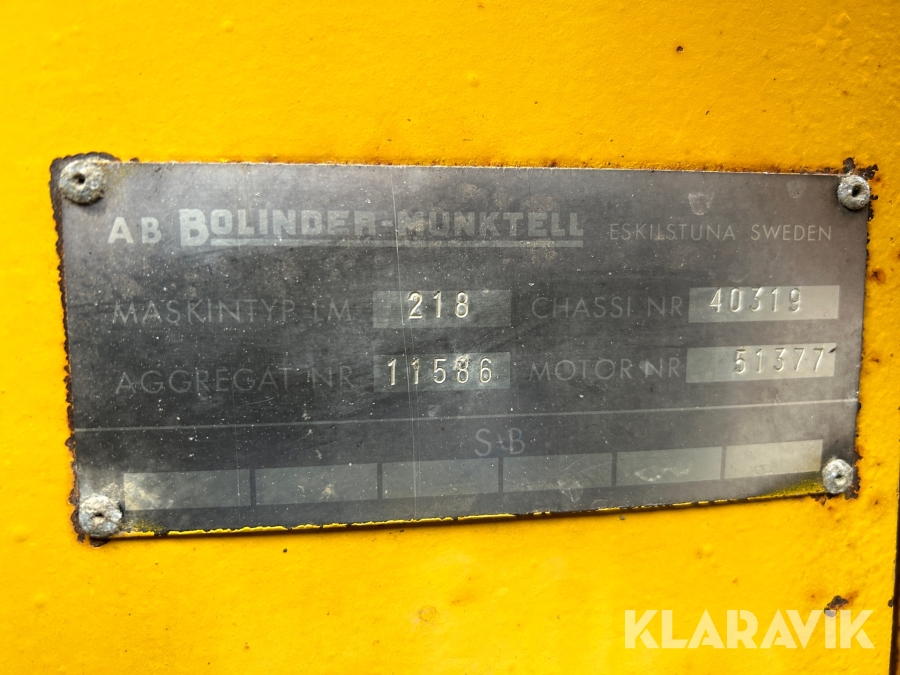 AB BOLINDER-MUNKTELL ESKILSTUNA SWEDEN
MASKINTYP LM 218 CHASSI NR 40319
AGGREGAT NR 11586 MOTOR NR 51377
S+B
KLARAVIK